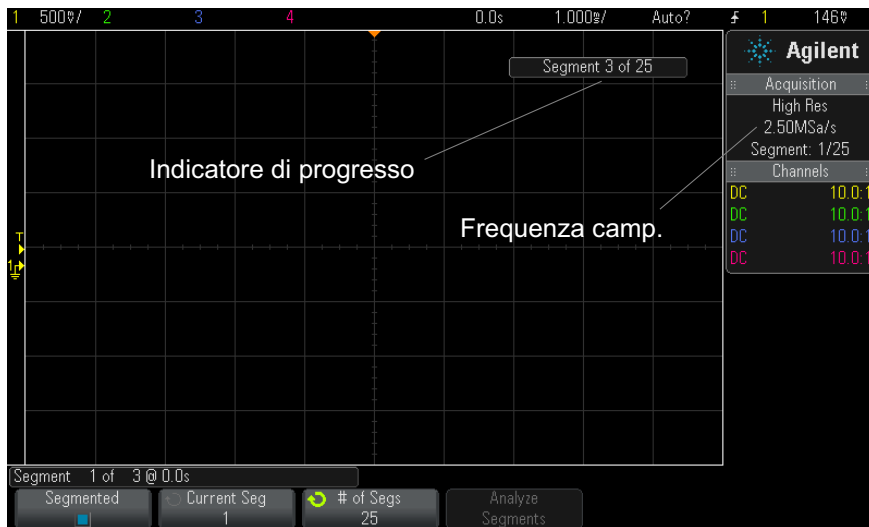 1 500mV/ 2 3 4 0.0s 1.000ms/ Auto? 1 146mV
Segment 3 of 25
Agilent
Acquisition
High Res
2.50MSa/s
Segment: 1/25
Indicatore di progresso
Channels
DC 10.0:1
DC 10.0:1
DC 10.0:1
DC 10.0:1
Frequenza camp.
T
1
Segment 1 of 3 @ 0.0s
Segmented
Current Seg
1
# of Segs
25
Analyze
Segments